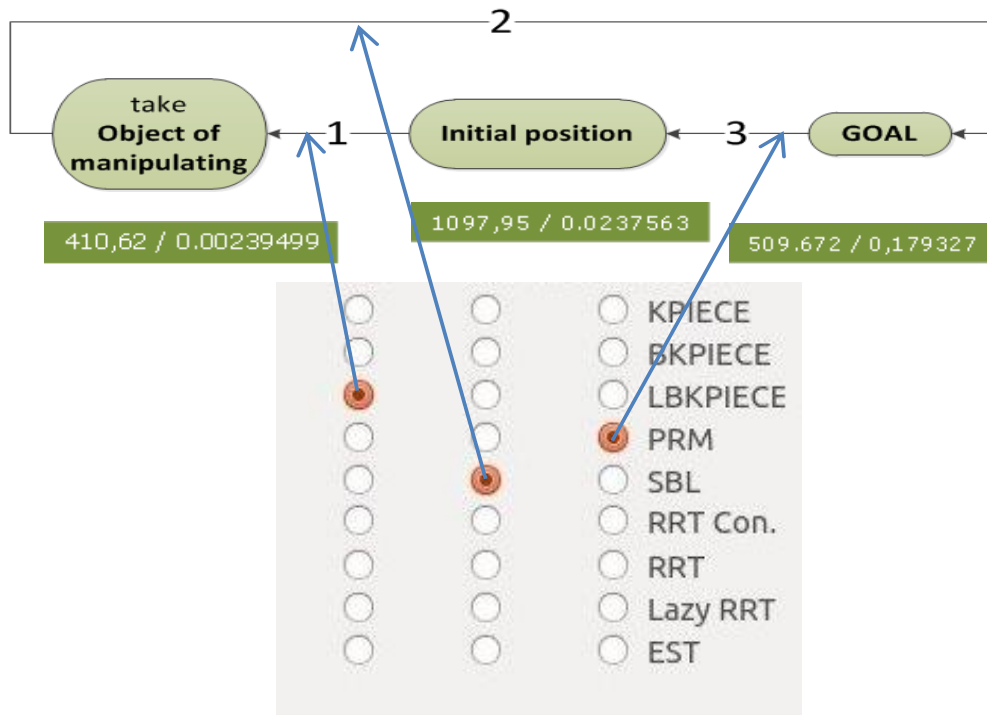 2
take
Object of
manipulating
1
Initial position
3
GOAL
410,62 / 0.00239499
1097,95 / 0.0237563
509.672 / 0,179327
KPIECE
BKPIECE
LBKPIECE
PRM
SBL
RRT Con.
RRT
Lazy RRT
EST